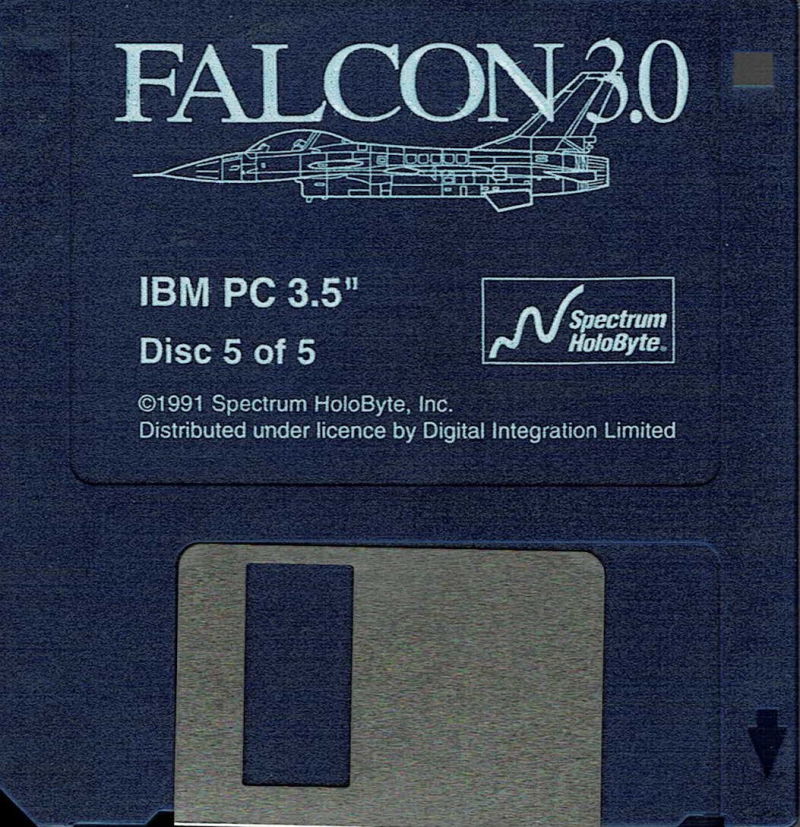 FALCON 3.0
IBM PC 3.5"
Disc 5 of 5
Spectrum
HoloByte®
©1991 Spectrum HoloByte, Inc.
Distributed under licence by Digital Integration Limited